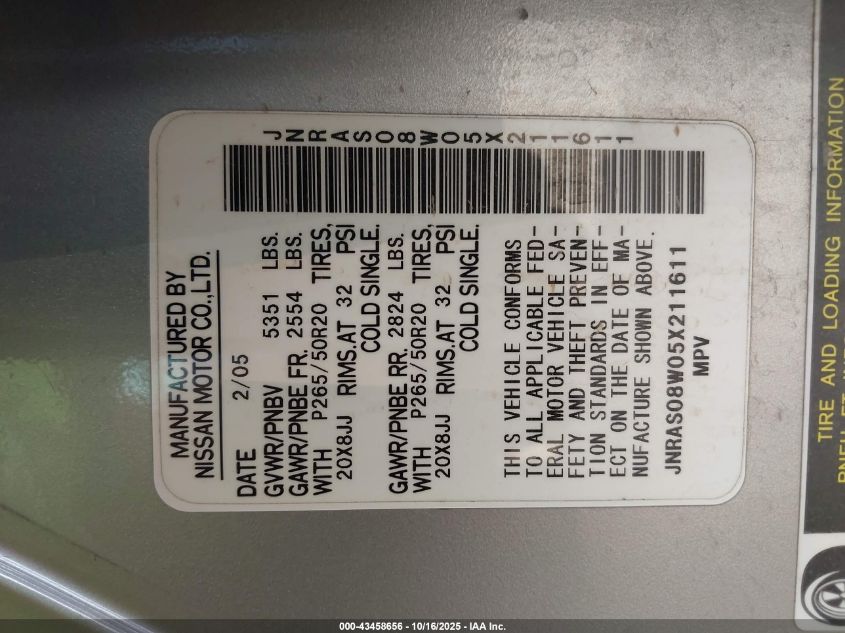 MANUFACTURED BY
NISSAN MOTOR CO.,LTD.
DATE 2/05
GVWR/PNBV 5351 LBS.
GAWR/PNBE FR. 2554 LBS.
WITH P265/50R20 TIRES,
20X8JJ RIMS.AT 32 PSI
COLD SINGLE.
GAWR/PNBE RR. 2824 LBS.
WITH P265/50R20 TIRES,
20X8JJ RIMS.AT 32 PSI
COLD SINGLE.
JNRAS08W05X211611
THIS VEHICLE CONFORMS
TO ALL APPLICABLE FED-
ERAL MOTOR VEHICLE SA-
FETY AND THEFT PREVEN-
TION STANDARDS IN EFF-
ECT ON THE DATE OF MA-
NUFACTURE SHOWN ABOVE.
JNRAS08W05X211611
MPV
TIRE AND LOADING INFORMATION
000-43458656 - 10/16/2025 - IAA Inc.